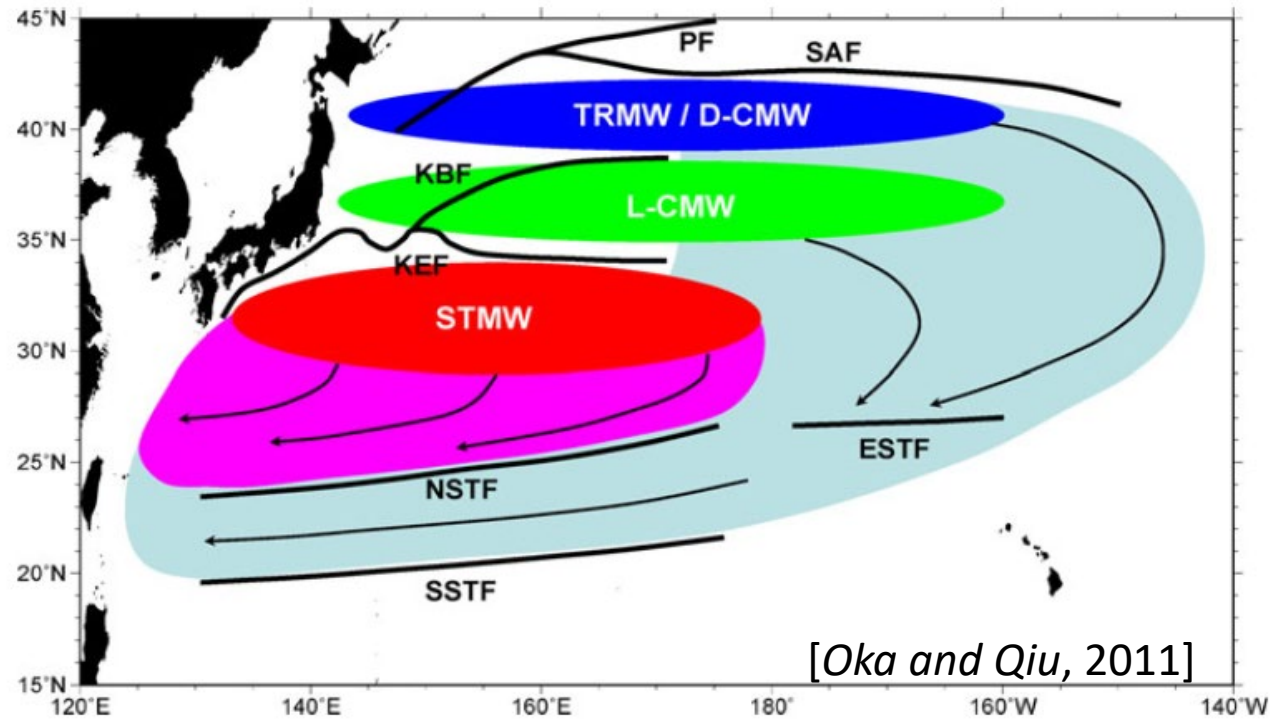 45°N
PF
SAF
TRMW / D-CMW
40°N
KBF
L-CMW
35°N
KEF
STMW
30°N
25°N
ESTF
NSTF
20°N
SSTF
[Oka and Qiu, 2011]
15°N
120°E 140°E 160°E 180° 160°W 140°W